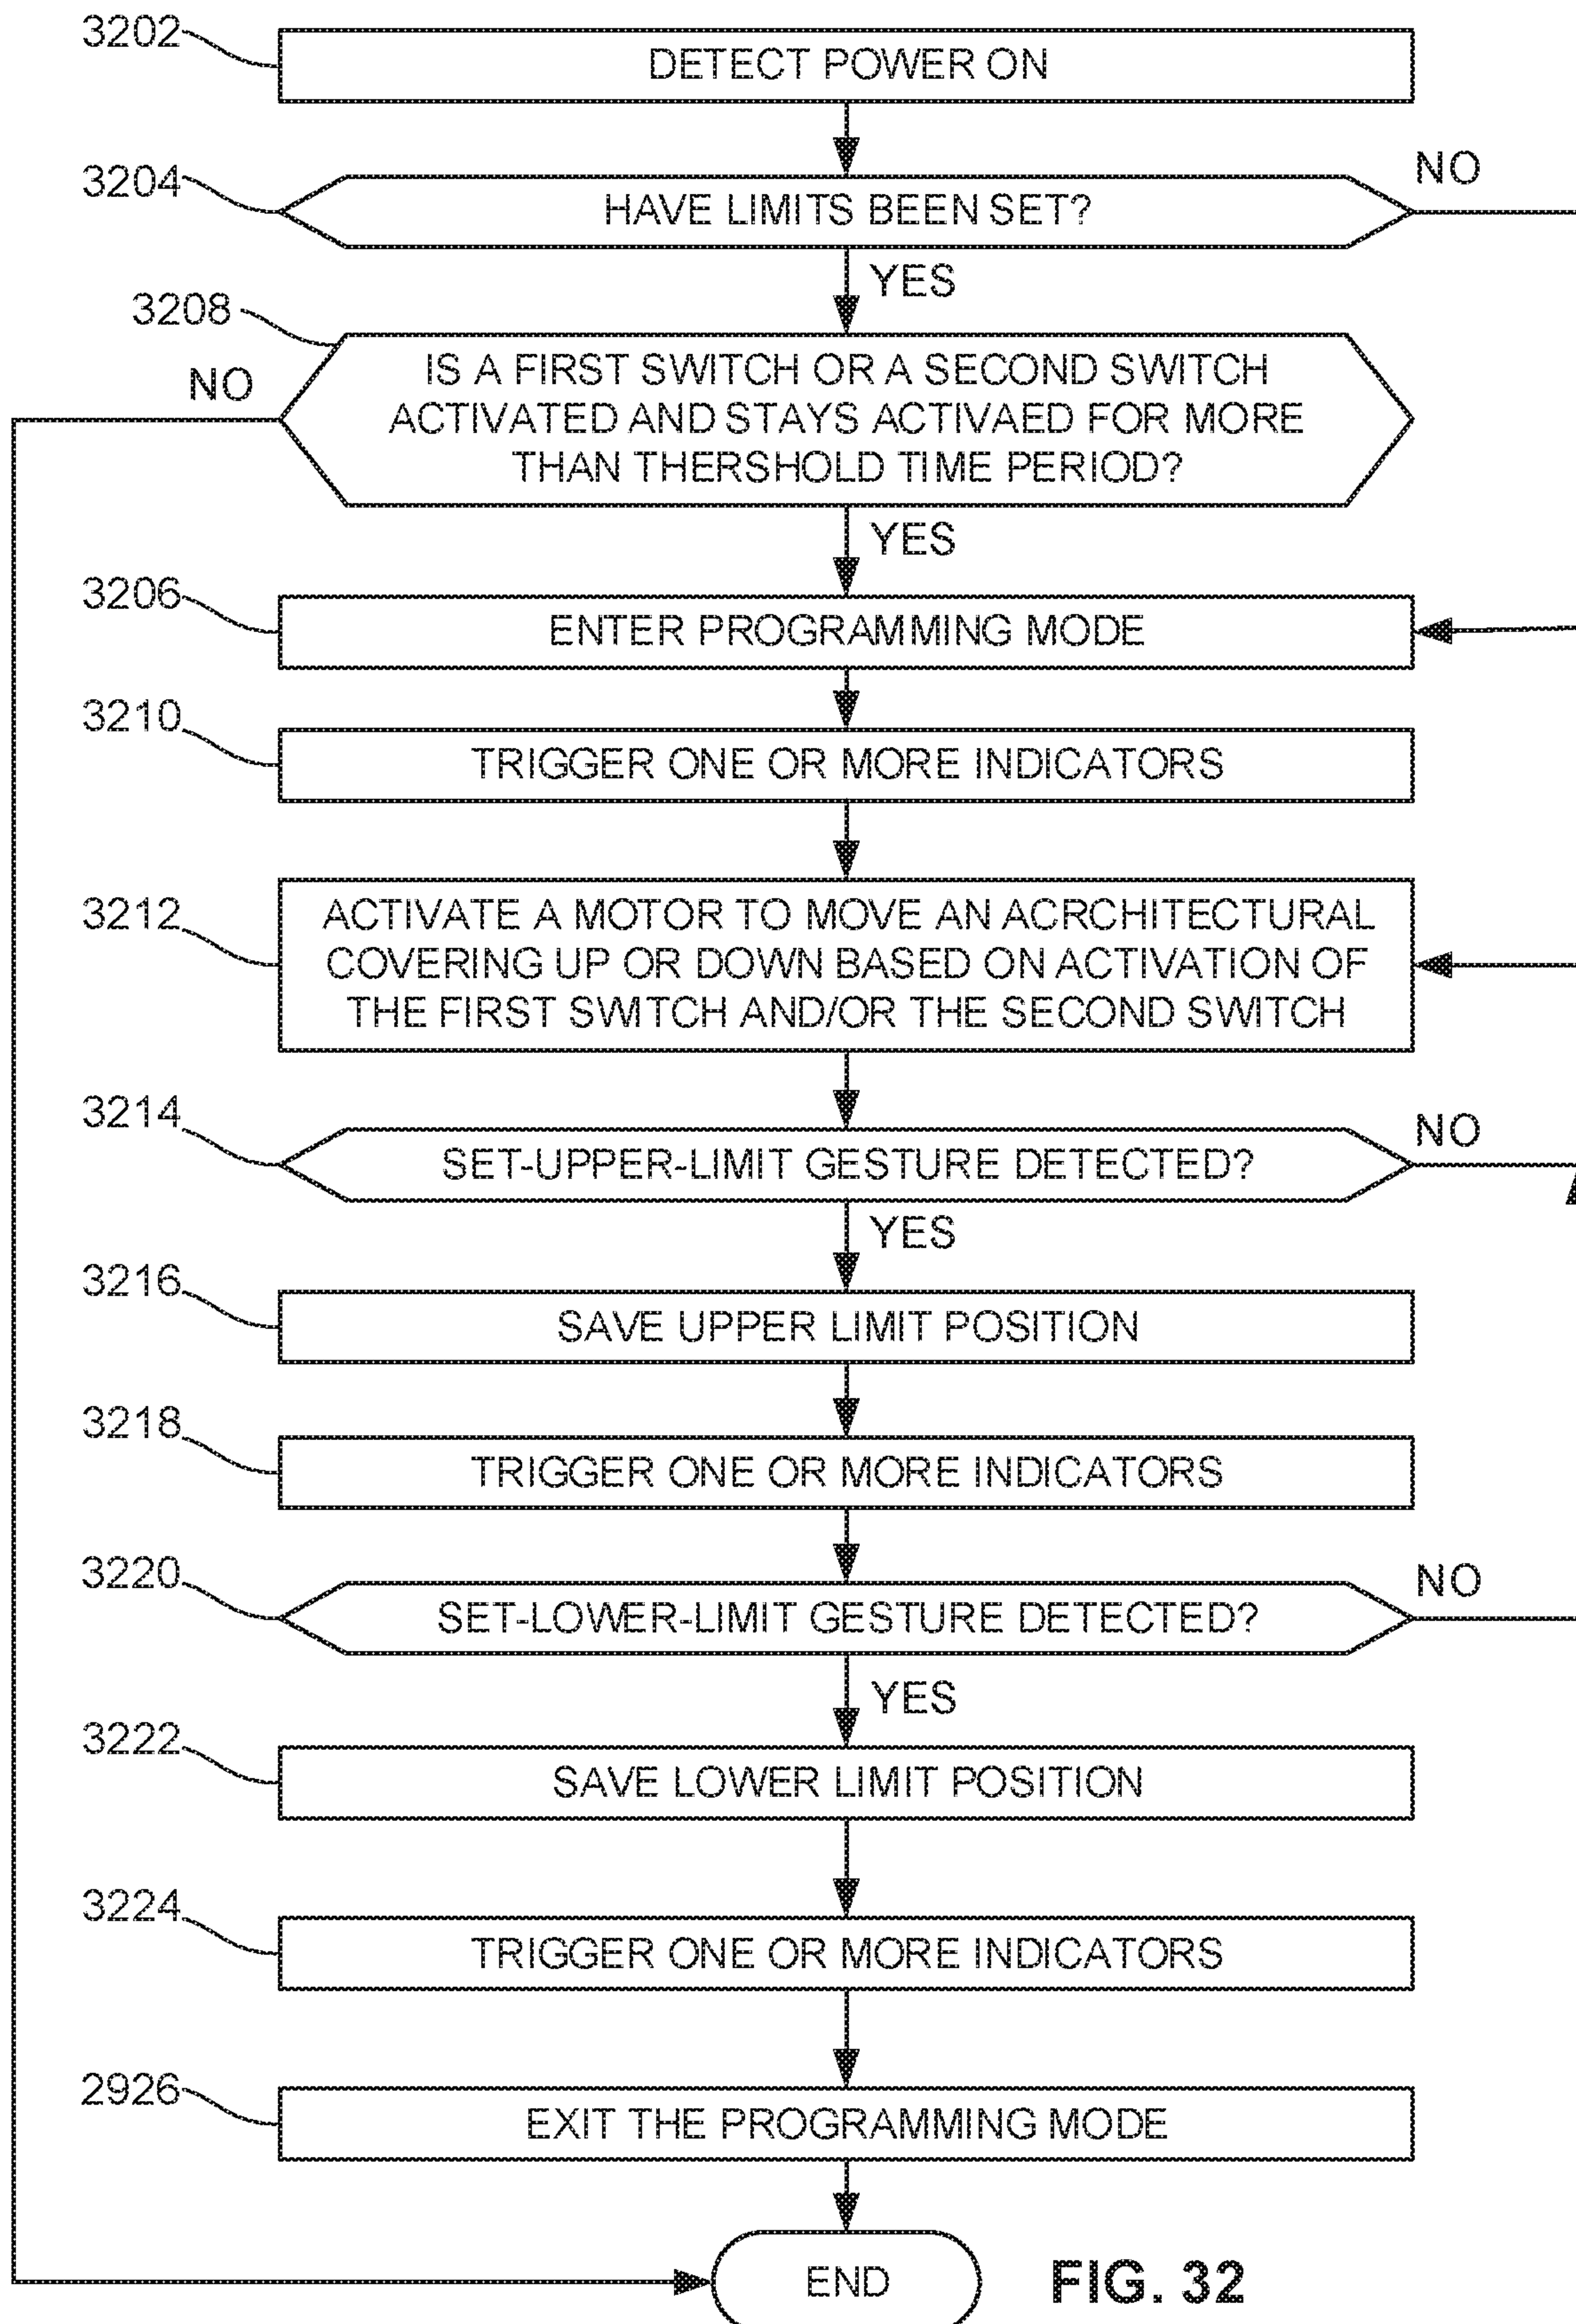 3202
DETECT POWER ON
3204
HAVE LIMITS BEEN SET?
NO
YES
3208
NO
IS A FIRST SWITCH OR A SECOND SWITCH
ACTIVATED AND STAYS ACTIVAED FOR MORE
THAN THERSHOLD TIME PERIOD?
YES
3206
ENTER PROGRAMMING MODE
3210
TRIGGER ONE OR MORE INDICATORS
3212
ACTIVATE A MOTOR TO MOVE AN ACRCHITECTURAL
COVERING UP OR DOWN BASED ON ACTIVATION OF
THE FIRST SWITCH AND/OR THE SECOND SWITCH
3214
SET-UPPER-LIMIT GESTURE DETECTED?
NO
YES
3216
SAVE UPPER LIMIT POSITION
3218
TRIGGER ONE OR MORE INDICATORS
3220
SET-LOWER-LIMIT GESTURE DETECTED?
NO
YES
3222
SAVE LOWER LIMIT POSITION
3224
TRIGGER ONE OR MORE INDICATORS
2926
EXIT THE PROGRAMMING MODE
END
FIG. 32